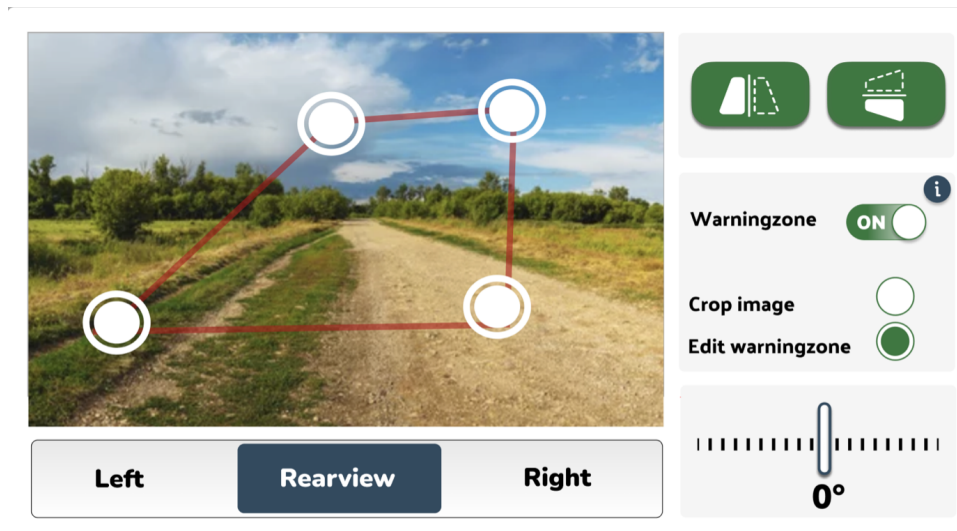 i
Warningzone
ON
Crop image
Edit warningzone
Left
Rearview
Right
0°